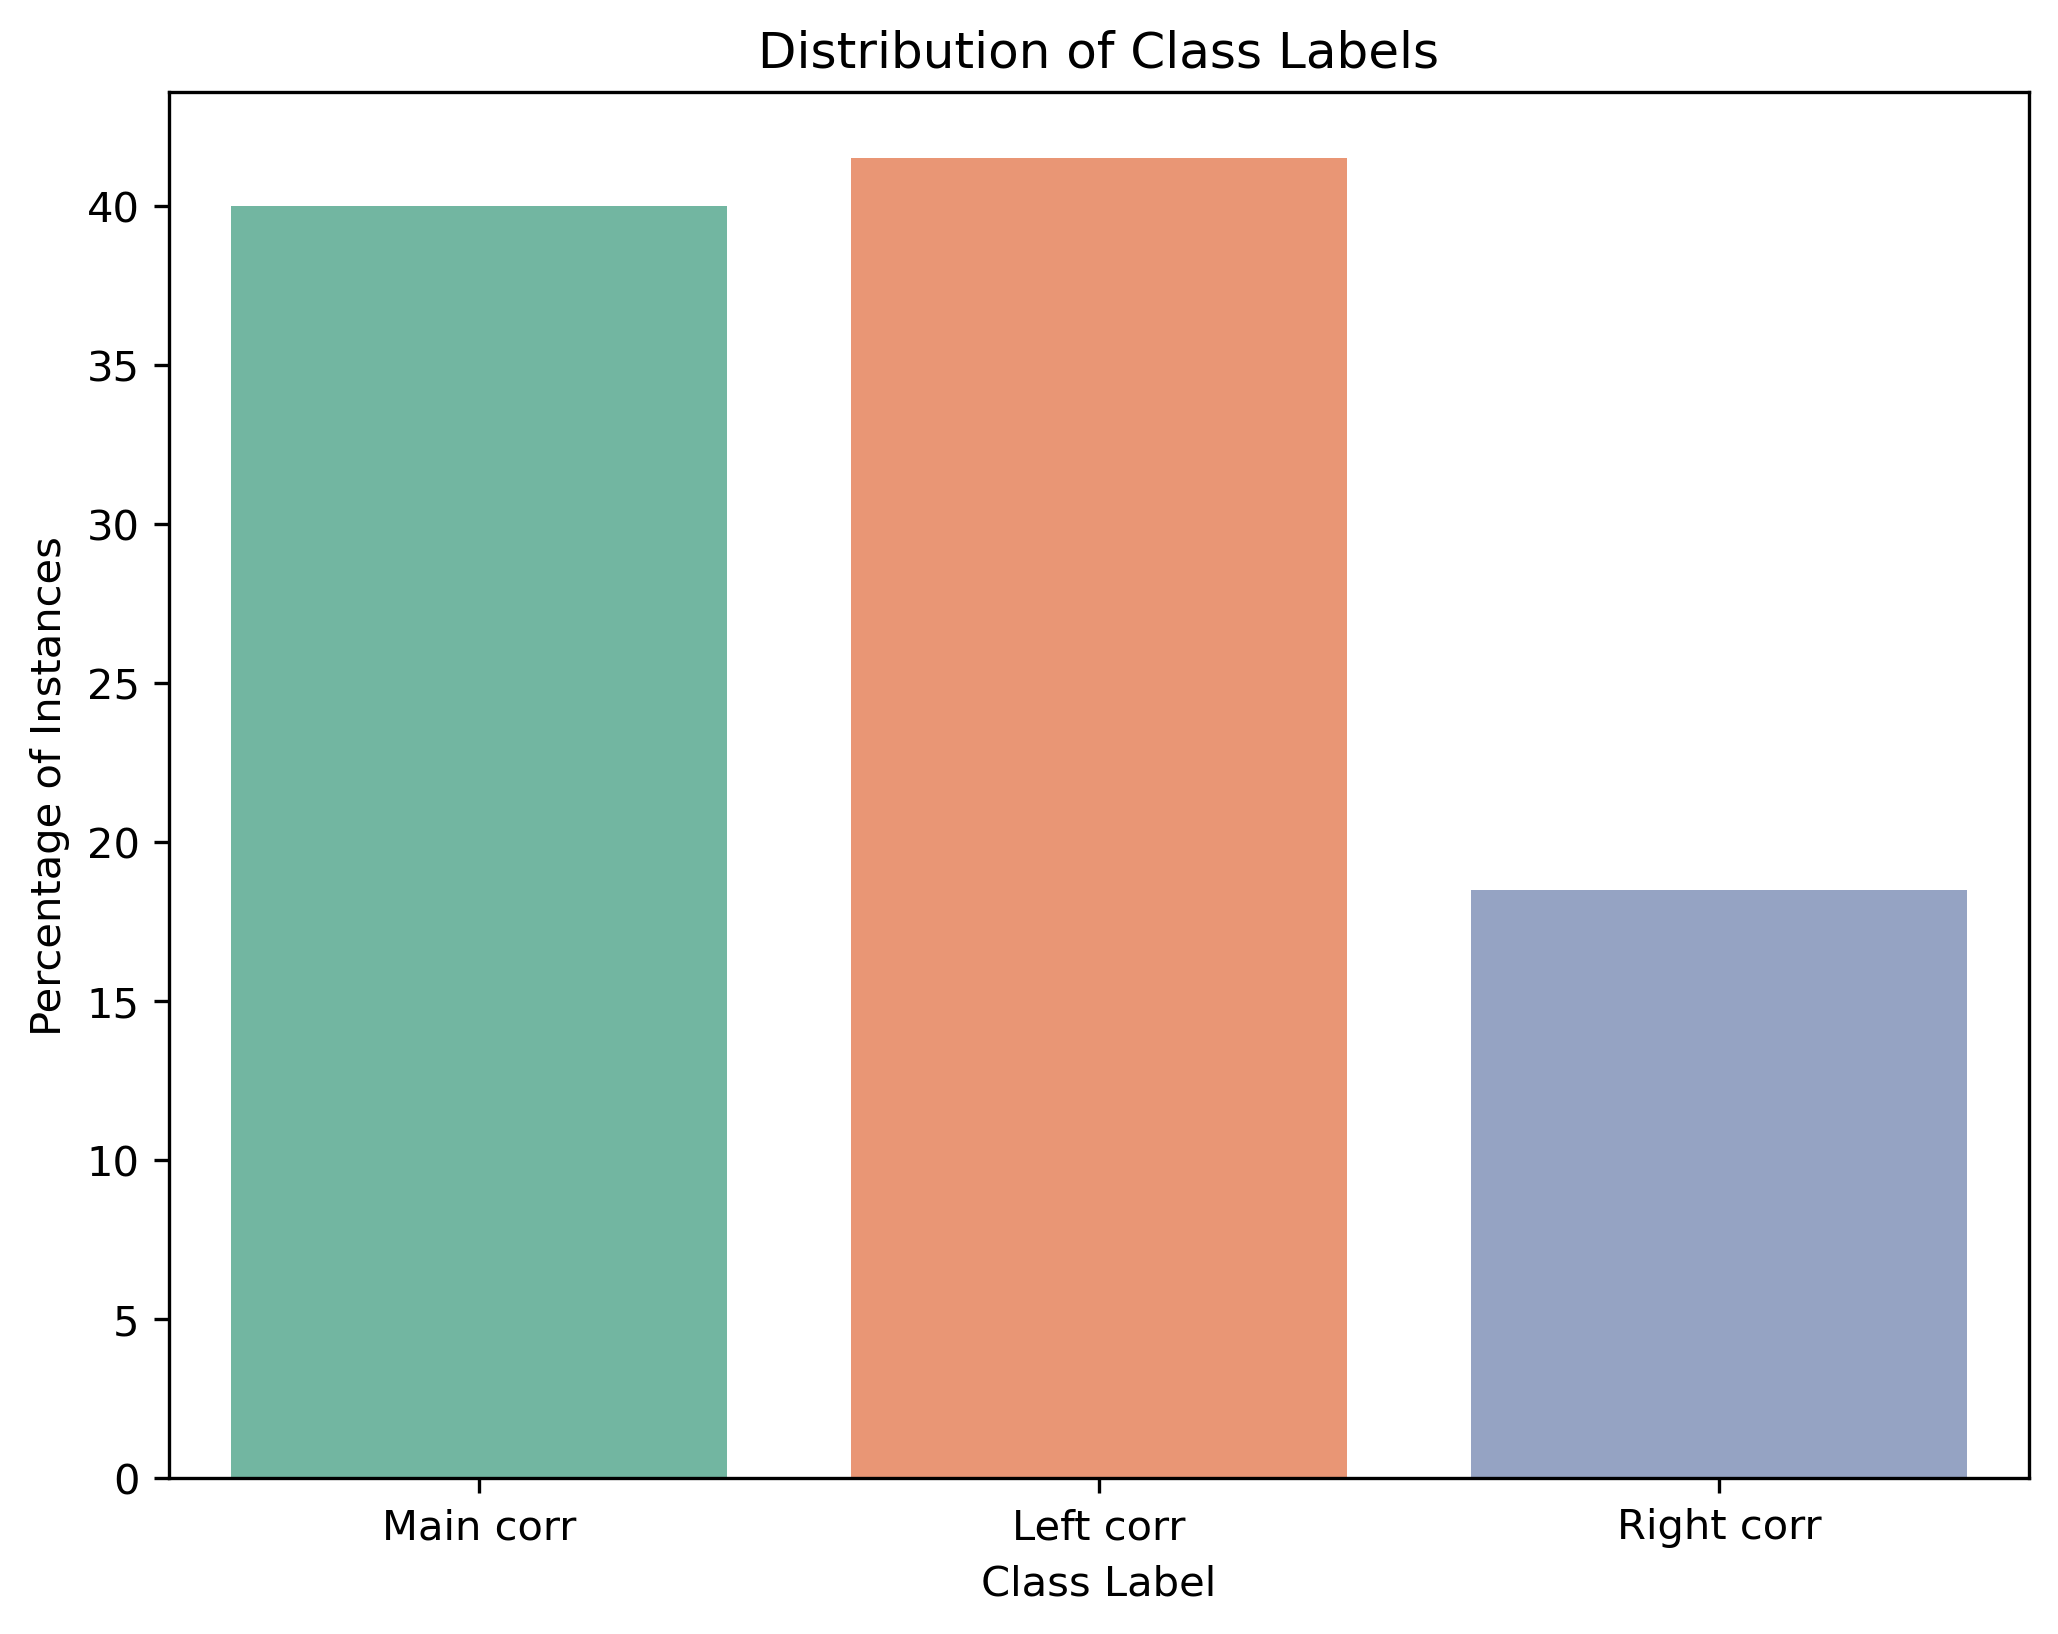 Distribution of Class Labels
Percentage of Instances
40
35
30
25
20
15
10
5
0
Main corr
Left corr
Right corr
Class Label